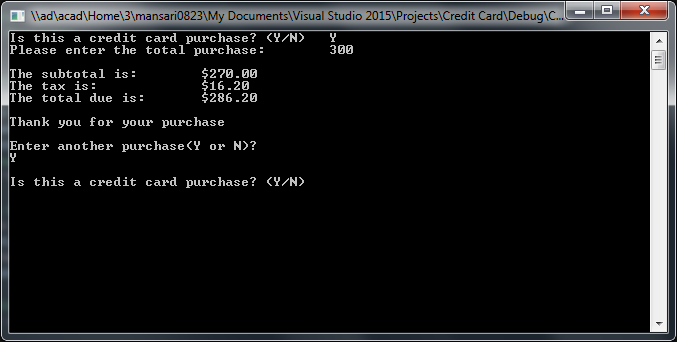 \\ad\acad\Home\3\mansari0823\My Documents\Visual Studio 2015\Projects\Credit Card\Debug\C...
Is this a credit card purchase? (Y/N) Y
Please enter the total purchase: 300
The subtotal is: $270.00
The tax is: $16.20
The total due is: $286.20
Thank you for your purchase
Enter another purchase(Y or N)?
Y
Is this a credit card purchase? (Y/N)